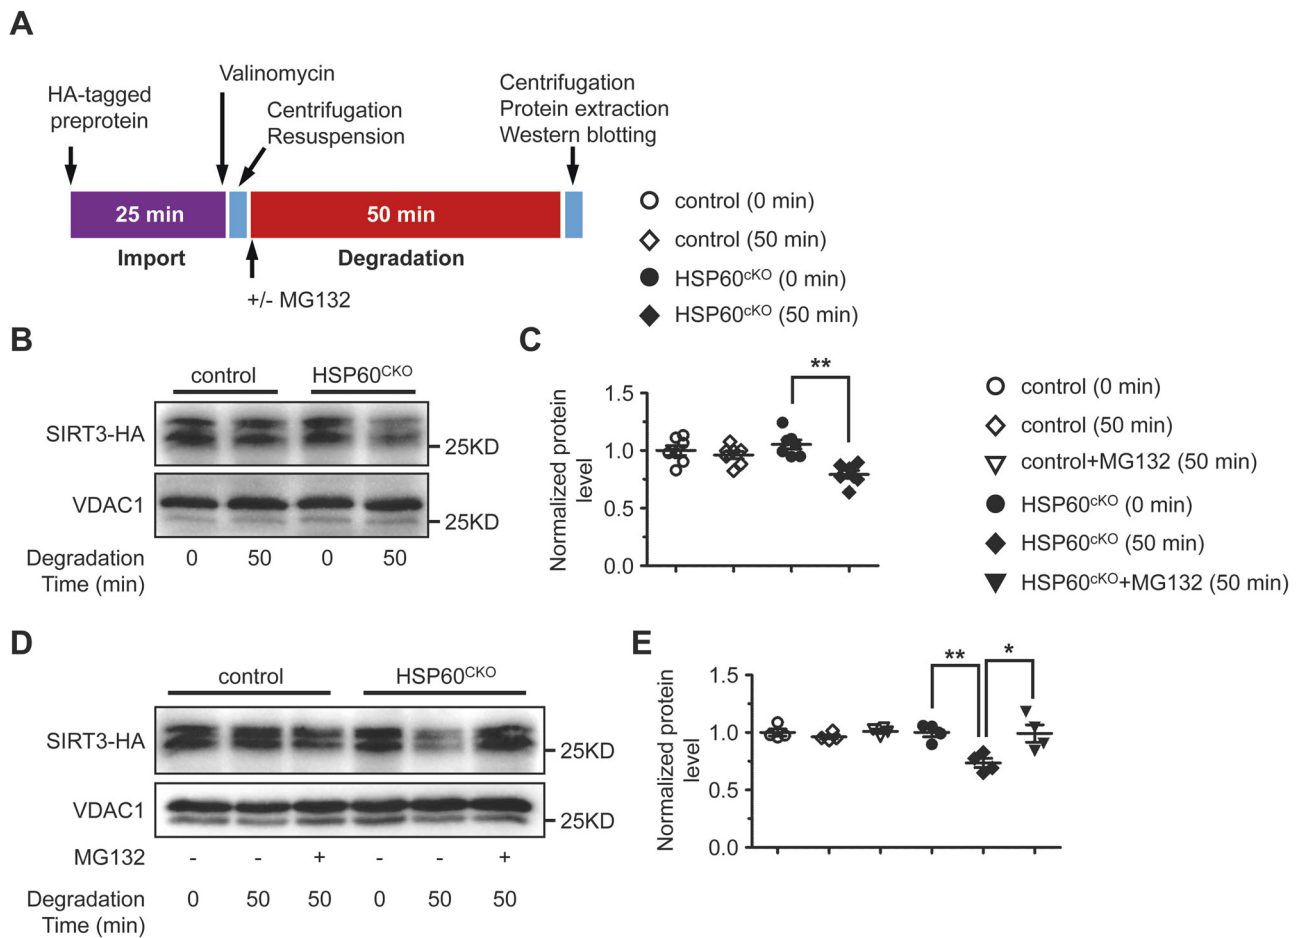 A
HA-tagged
preprotein
Valinomycin
Centrifugation
Resuspension
Centrifugation
Protein extraction
Western blotting
25 min
50 min
Import
Degradation
+/- MG132
control (0 min)
control (50 min)
HSP60cKO (0 min)
HSP60cKO (50 min)
B
control
HSP60CKO
SIRT3-HA
25KD
VDAC1
25KD
Degradation
Time (min)
0 50 0 50
C
**
Normalized protein
level
1.5
1.0
0.5
0.0
control (0 min)
control (50 min)
control+MG132 (50 min)
HSP60cKO (0 min)
HSP60cKO (50 min)
HSP60cKO+MG132 (50 min)
D
control
HSP60CKO
SIRT3-HA
25KD
VDAC1
25KD
MG132 - - + - - +
Degradation
Time (min)
0 50 50 0 50 50
E
** *
Normalized protein
level
1.5
1.0
0.5
0.0